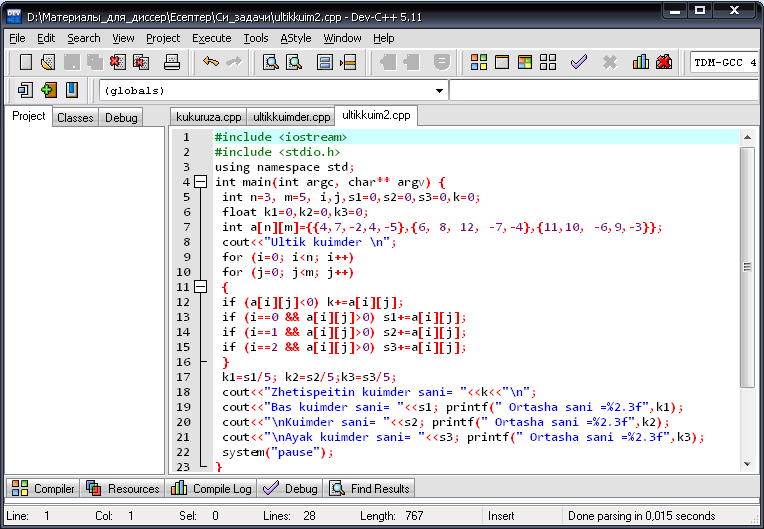 D:\Материалы_для_диссер\Есептер\Си_задачи\ultikkuim2.cpp - Dev-C++ 5.11
File Edit Search View Project Execute Tools AStyle Window Help
TDM-GCC 4
(globals)
Project Classes Debug
kukuruza.cpp ultikkuimder.cpp ultikkuim2.cpp
1 #include <iostream>
2 #include <stdio.h>
3 using namespace std;
4 int main(int argc, char** argv) {
5 int n=3, m=5, i,j,s1=0,s2=0,s3=0,k=0;
6 float k1=0,k2=0,k3=0;
7 int a[n][m]={{4,7,-2,4,-5},{6, 8, 12, -7,-4},{11,10, -6,9,-3}};
8 cout<<"Ultik kuimder \n";
9 for (i=0; i<n; i++)
10 for (j=0; j<m; j++)
11 {
12 if (a[i][j]<0) k+=a[i][j];
13 if (i==0 && a[i][j]>0) s1+=a[i][j];
14 if (i==1 && a[i][j]>0) s2+=a[i][j];
15 if (i==2 && a[i][j]>0) s3+=a[i][j];
16 }
17 k1=s1/5; k2=s2/5;k3=s3/5;
18 cout<<"Zhetispeitin kuimder sani= "<<k<<"\n";
19 cout<<"Bas kuimder sani= "<<s1; printf(" Ortasha sani =%2.3f",k1);
20 cout<<"\nKuimder sani= "<<s2; printf(" Ortasha sani =%2.3f",k2);
21 cout<<"\nAyak kuimder sani= "<<s3; printf(" Ortasha sani =%2.3f",k3);
22 system("pause");
23 }
Compiler Resources Compile Log Debug Find Results
Line: 1 Col: 1 Sel: 0 Lines: 28 Length: 767 Insert Done parsing in 0,015 seconds